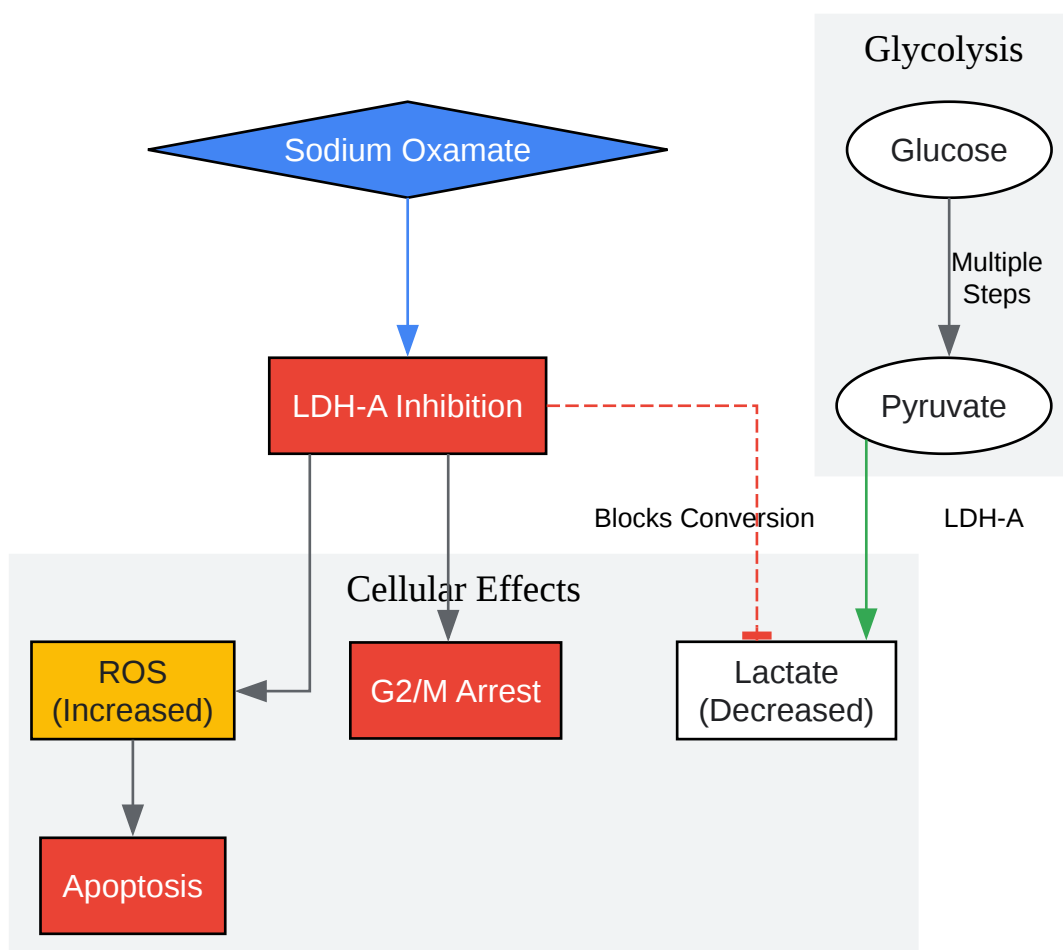 Glycolysis
Sodium Oxamate
Glucose
Multiple
Steps
LDH-A Inhibition
Pyruvate
Blocks Conversion
LDH-A
Cellular Effects
ROS
(Increased)
G2/M Arrest
Lactate
(Decreased)
Apoptosis